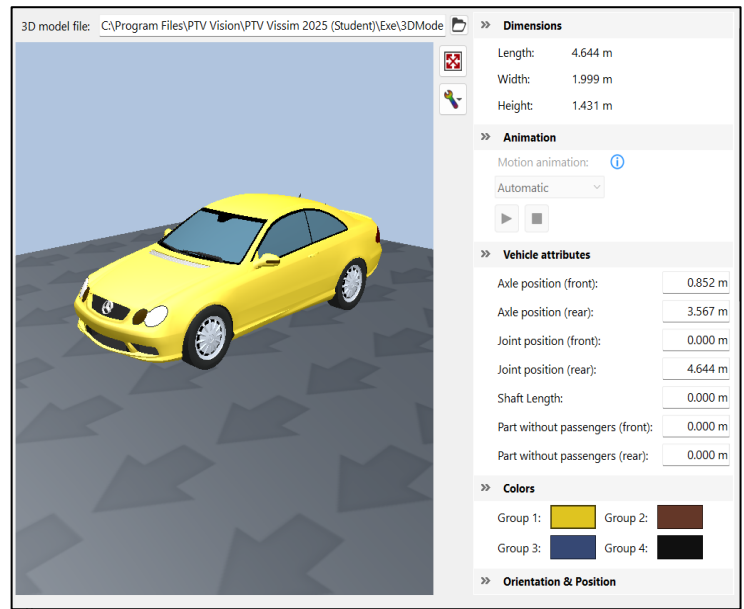 3D model file: C:\Program Files\PTV Vision\PTV Vissim 2025 (Student)\Exe\3DMode
Dimensions
Length: 4.644 m
Width: 1.999 m
Height: 1.431 m
Animation
Motion animation:
Automatic
Vehicle attributes
Axle position (front): 0.852 m
Axle position (rear): 3.567 m
Joint position (front): 0.000 m
Joint position (rear): 4.644 m
Shaft Length: 0.000 m
Part without passengers (front): 0.000 m
Part without passengers (rear): 0.000 m
Colors
Group 1: Group 2:
Group 3: Group 4:
Orientation & Position